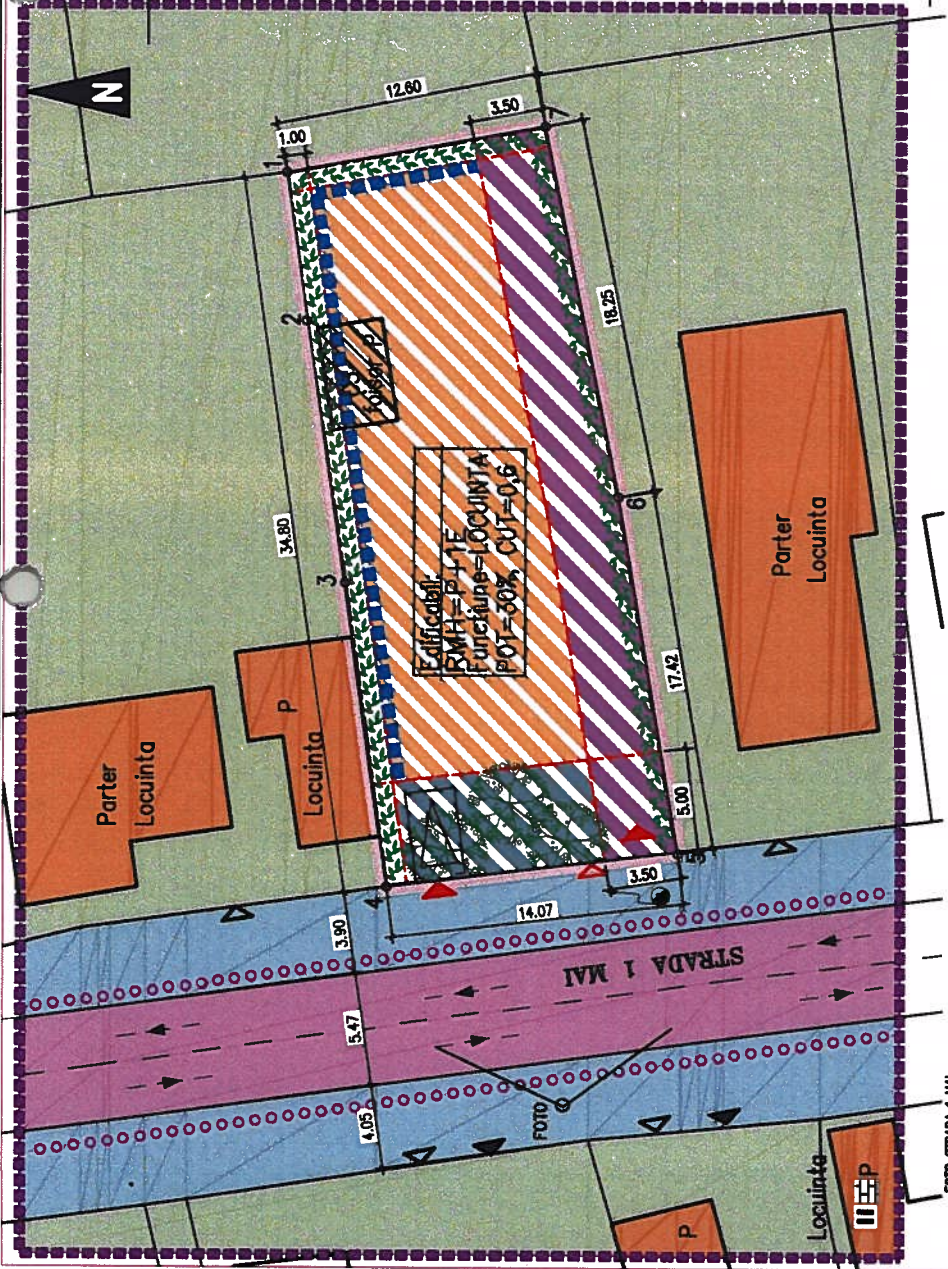 N
12.60
3.50
1.00
1
7
2
34.80
18.25
foisor P
3
6
Edificabil:
RMH=P+1E
Functiune=LOCUINTA
POT=30%, CUT=0,6
Parter
Locuinta
17.42
P
Locuinta
Parter
Locuinta
5.00
5
3.50
4
14.07
3.90
STRADA 1 MAI
5.47
4.05
FOTO
Locuinta
P
P